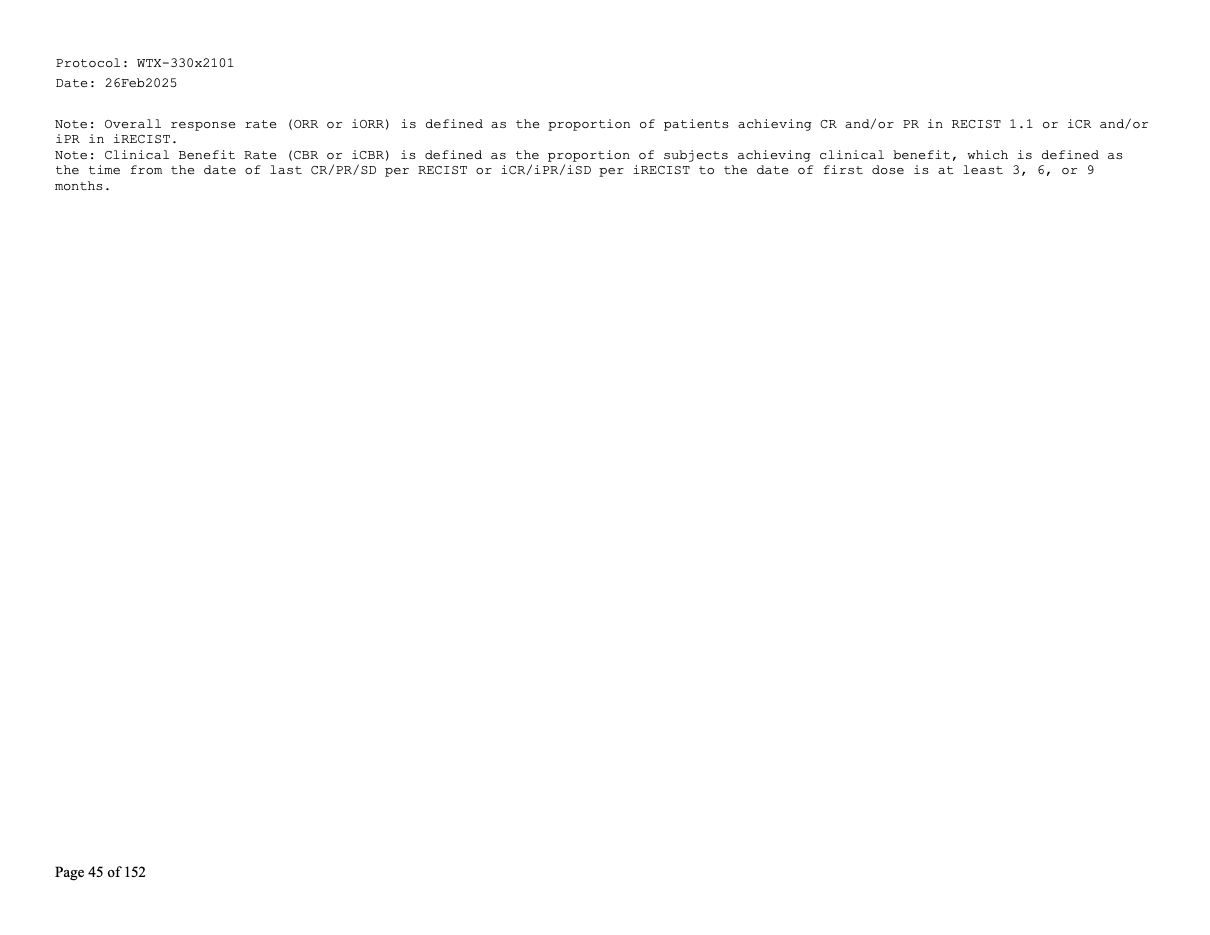 Protocol: WTX-330x2101
Date: 26Feb2025
Note: Overall response rate (ORR or iORR) is defined as the proportion of patients achieving CR and/or PR in RECIST 1.1 or iCR and/or
iPR in iRECIST.
Note: Clinical Benefit Rate (CBR or iCBR) is defined as the proportion of subjects achieving clinical benefit, which is defined as
the time from the date of last CR/PR/SD per RECIST or iCR/iPR/iSD per iRECIST to the date of first dose is at least 3, 6, or 9
months.
Page 45 of 152